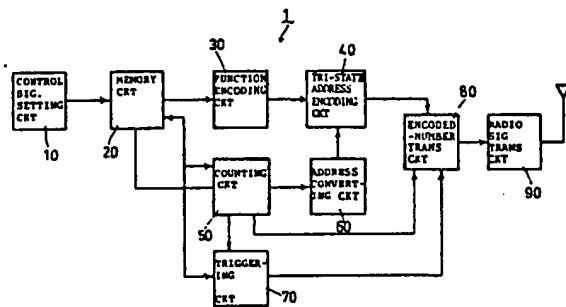 1
30
40
CONTROL
SIG.
SETTING
CKT
10
MEMORY
CKT
20
FUNCTION
ENCODING
CKT
TRI-STATE
ADDRESS
ENCODING
CKT
80
ENCODED
-NUMBER
TRANS
CKT
RADIO
SIG
TRANS
CKT
90
COUNTING
CKT
50
ADDRESS
CONVERT-
ING CKT
60
TRIGGER-
ING
CKT
70